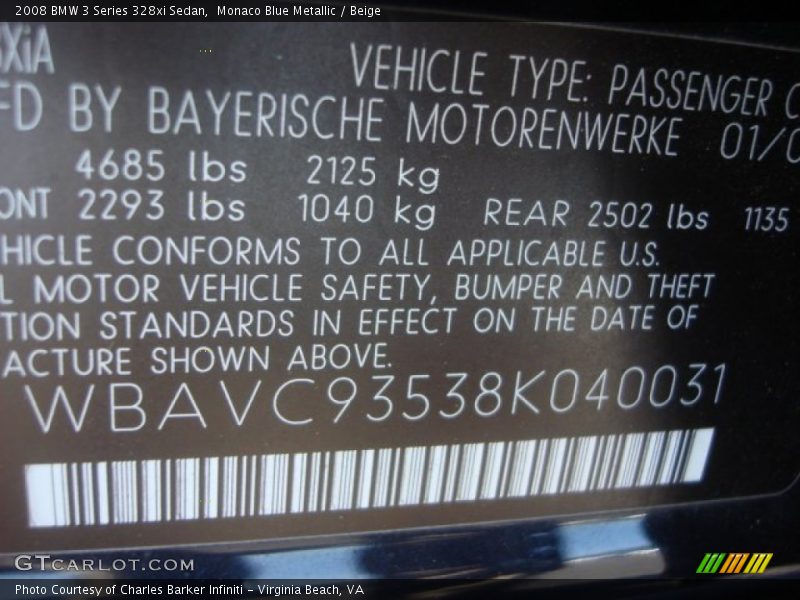 2008 BMW 3 Series 328xi Sedan,  Monaco Blue Metallic / Beige
XiA
VEHICLE TYPE: PASSENGER C
FD BY BAYERISCHE MOTORENWERKE 01/0
4685 lbs 2125 kg
ONT 2293 lbs 1040 kg REAR 2502 lbs 1135
HICLE CONFORMS TO ALL APPLICABLE U.S.
L MOTOR VEHICLE SAFETY, BUMPER AND THEFT
TION STANDARDS IN EFFECT ON THE DATE OF
ACTURE SHOWN ABOVE.
WBAVC93538K040031
GTCARLOT.COM
Photo Courtesy of Charles Barker Infiniti - Virginia Beach, VA